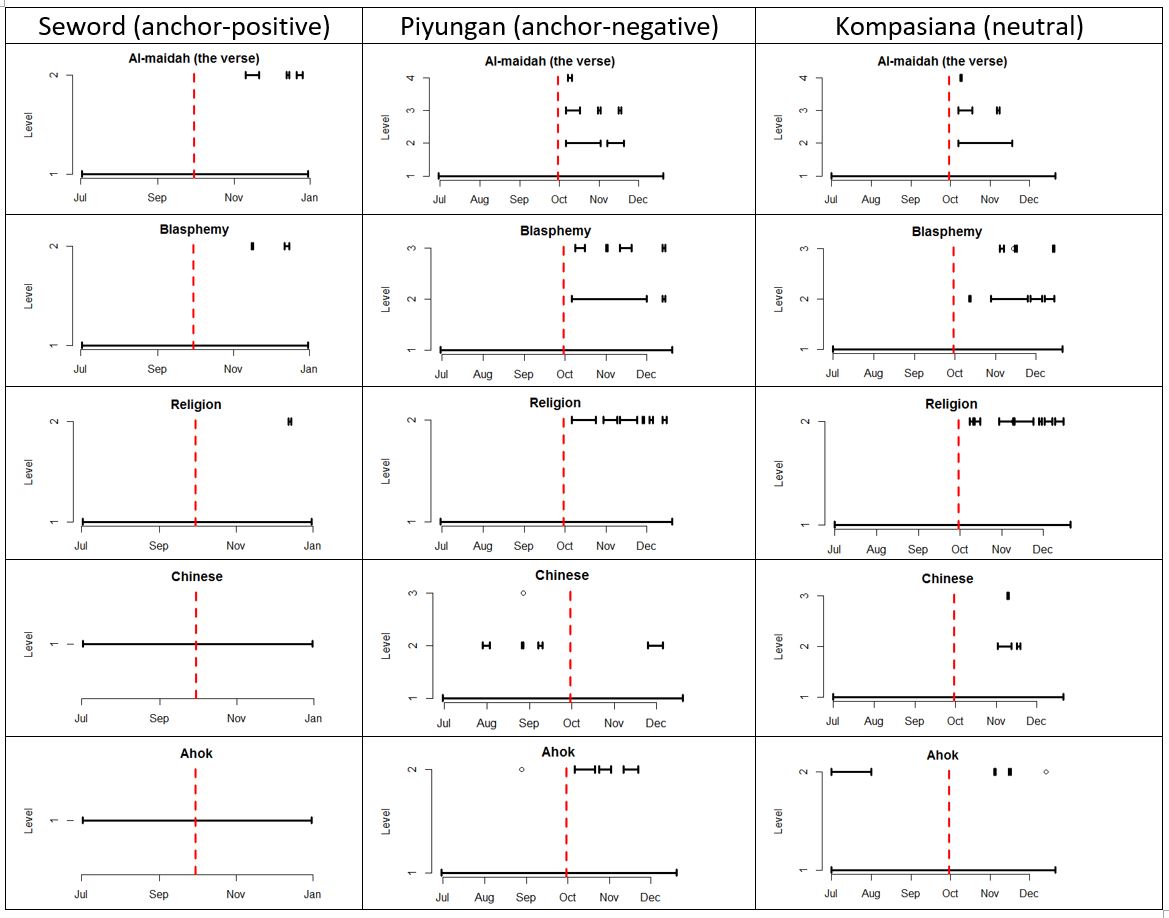 Seword (anchor-positive) Piyungan (anchor-negative) Kompasiana (neutral)
Al-maidah (the verse)
Level
2
1
Jul Sep Nov Jan
Al-maidah (the verse)
Level
4
3
2
1
Jul Aug Sep Oct Nov Dec
Al-maidah (the verse)
Level
4
3
2
1
Jul Aug Sep Oct Nov Dec
Blasphemy
Level
2
1
Jul Sep Nov Jan
Blasphemy
Level
3
2
1
Jul Aug Sep Oct Nov Dec
Blasphemy
Level
3
2
1
Jul Aug Sep Oct Nov Dec
Religion
Level
2
1
Jul Sep Nov Jan
Religion
Level
2
1
Jul Aug Sep Oct Nov Dec
Religion
Level
2
1
Jul Aug Sep Oct Nov Dec
Chinese
Level
1
Jul Sep Nov Jan
Chinese
Level
3
2
1
Jul Aug Sep Oct Nov Dec
Chinese
Level
3
2
1
Jul Aug Sep Oct Nov Dec
Ahok
Level
1
Jul Sep Nov Jan
Ahok
Level
2
1
Jul Aug Sep Oct Nov Dec
Ahok
Level
2
1
Jul Aug Sep Oct Nov Dec